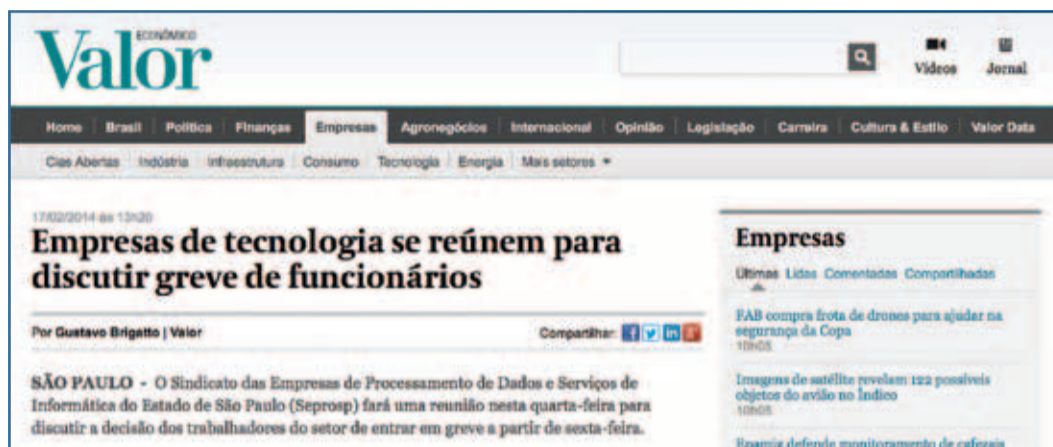 ECONÔMICO
Valor
Vídeos Jornal
Home Brasil Política Finanças Empresas Agronegócios Internacional Opinião Legislação Carreira Cultura & Estilo Valor Data
Cias Abertas Indústria Infraestrutura Consumo Tecnologia Energia Mais setores
17/02/2014 às 13h20
Empresas de tecnologia se reúnem para
discutir greve de funcionários
Por Gustavo Brigatto | Valor
Compartilhar:
SÃO PAULO - O Sindicato das Empresas de Processamento de Dados e Serviços de
Informática do Estado de São Paulo (Seprosp) fará uma reunião nesta quarta-feira para
discutir a decisão dos trabalhadores do setor de entrar em greve a partir de sexta-feira.
Empresas
Últimas Lidas Comentadas Compartilhadas
FAB compra frota de drones para ajudar na
segurança da Copa
10h08
Imagens de satélite revelam 122 possíveis
objetos do avião no Índico
10h05
defende monitoramento de cafezais